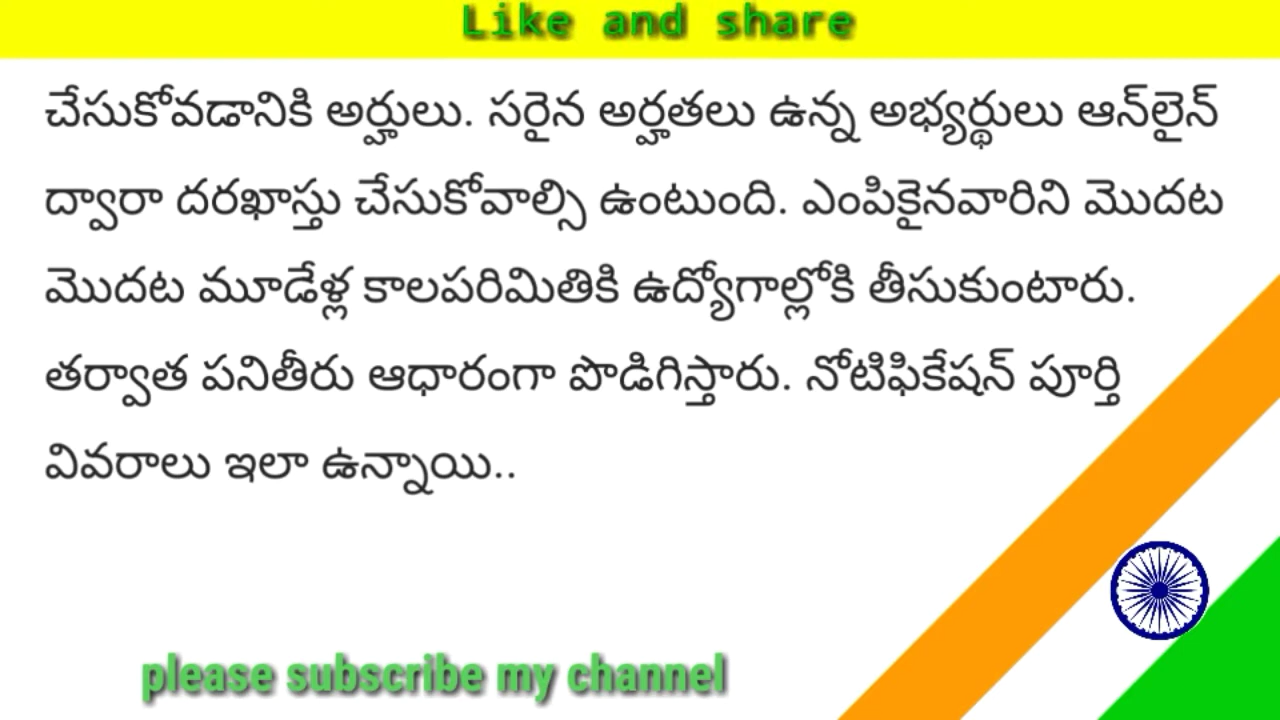 Like and share
చేసుకోవడానికి అర్హులు. సరైన అర్హతలు ఉన్న అభ్యర్థులు ఆన్‌లైన్
ద్వారా దరఖాస్తు చేసుకోవాల్సి ఉంటుంది. ఎంపికైనవారిని మొదట
మొదట మూడేళ్ల కాలపరిమితికి ఉద్యోగాల్లోకి తీసుకుంటారు.
తర్వాత పనితీరు ఆధారంగా పొడిగిస్తారు. నోటిఫికేషన్ పూర్తి
వివరాలు ఇలా ఉన్నాయి..
please subscribe my channel